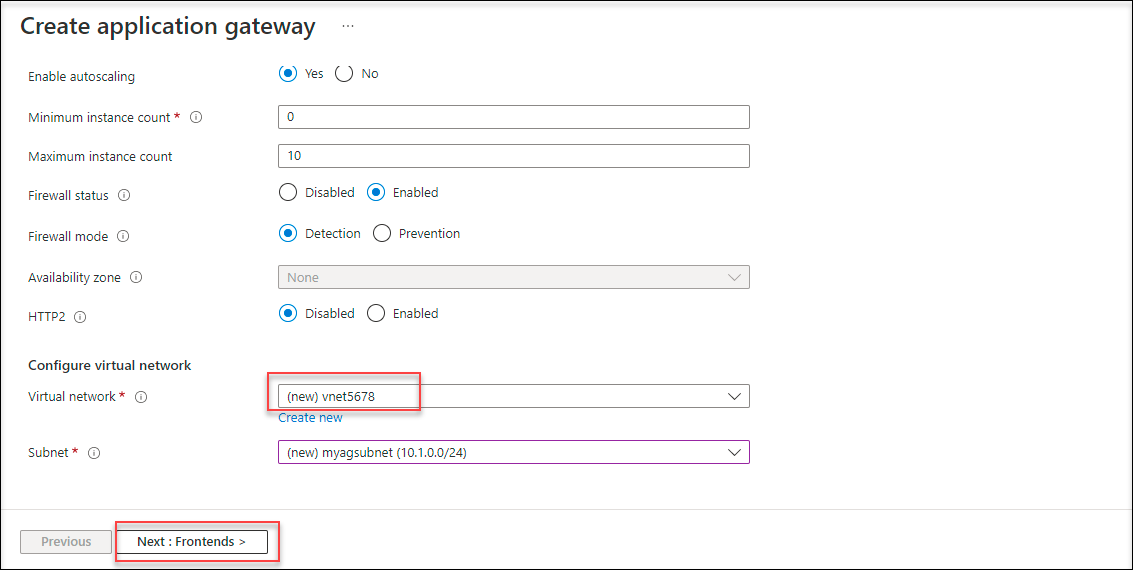 Create application gateway ...
Enable autoscaling Yes No
Minimum instance count * 0
Maximum instance count 10
Firewall status Disabled Enabled
Firewall mode Detection Prevention
Availability zone None
HTTP2 Disabled Enabled
Configure virtual network
Virtual network * (new) vnet5678
Create new
Subnet * (new) myagsubnet (10.1.0.0/24)
Previous Next : Frontends >